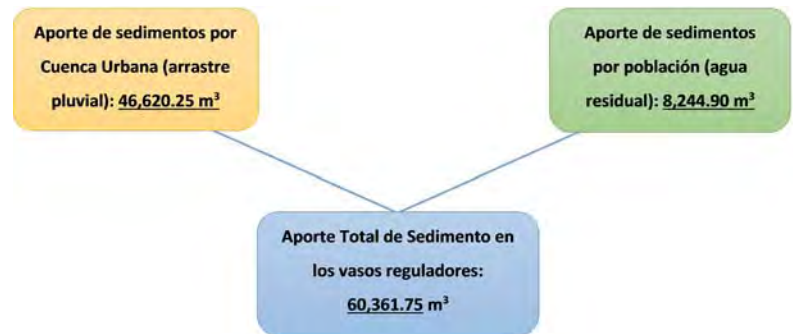 Aporte de sedimentos por
Cuenca Urbana (arrastre
pluvial): 46,620.25 m³
Aporte de sedimentos
por población (agua
residual): 8,244.90 m³
Aporte Total de Sedimento en
los vasos reguladores:
60,361.75 m³